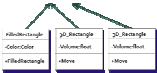 FilledRectangle
-Color:Color
+FilledRectangle
3D_Rectangle
-Volume:float
+Move
3D_Rectangle
-Volume:float
+Move